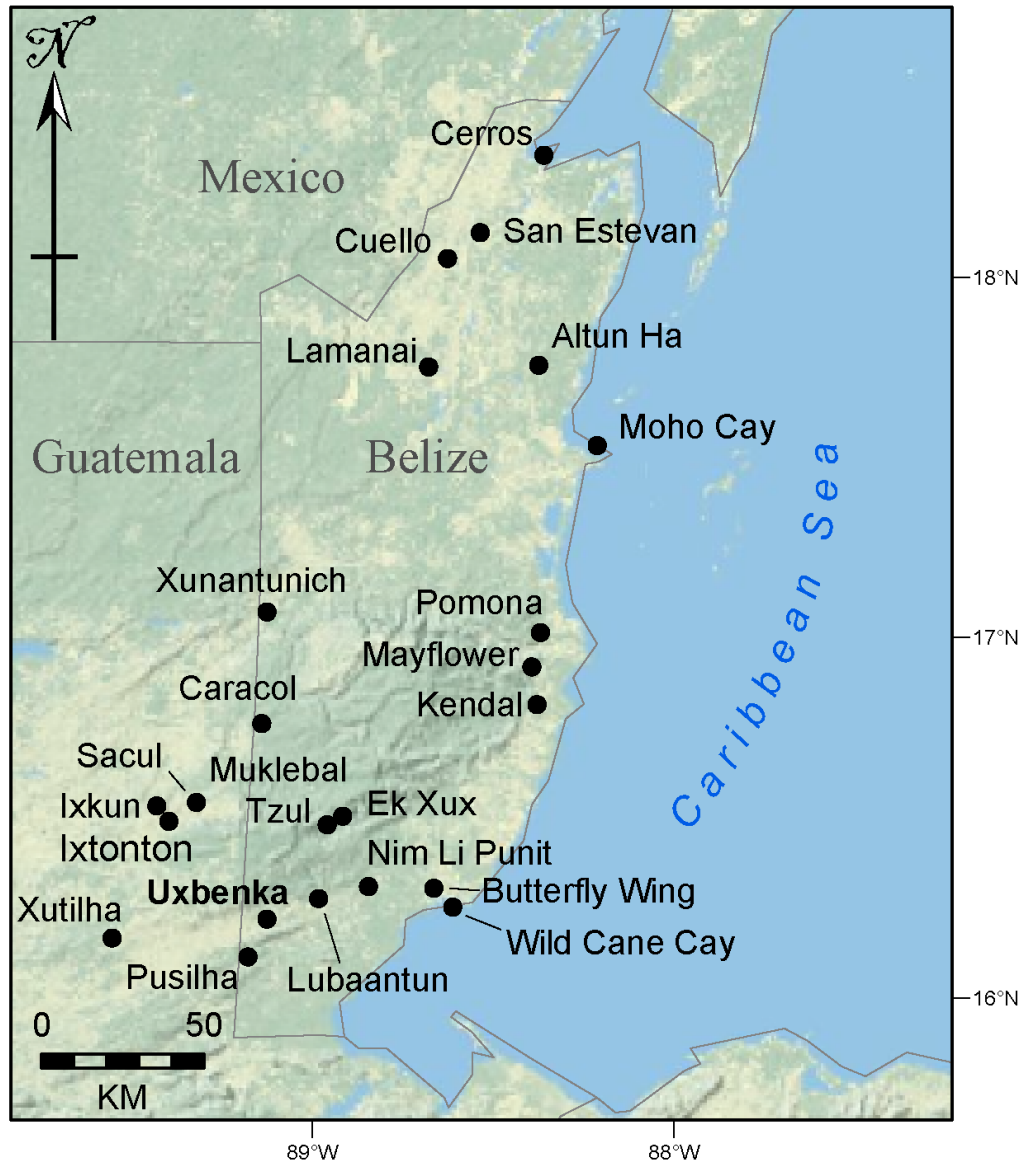 N
Cerros
Mexico
San Estevan
Cuello
18°N
Altun Ha
Lamanai
Moho Cay
Guatemala
Belize
Caribbean Sea
Xunantunich
Pomona
17°N
Mayflower
Caracol
Kendal
Sacul
Muklebal
Tzul
Ixkun
Ek Xux
Ixtonton
Nim Li Punit
Uxbenka
Butterfly Wing
Xutilha
Wild Cane Cay
Pusilha
Lubaantun
16°N
0 50
KM
89°W
88°W